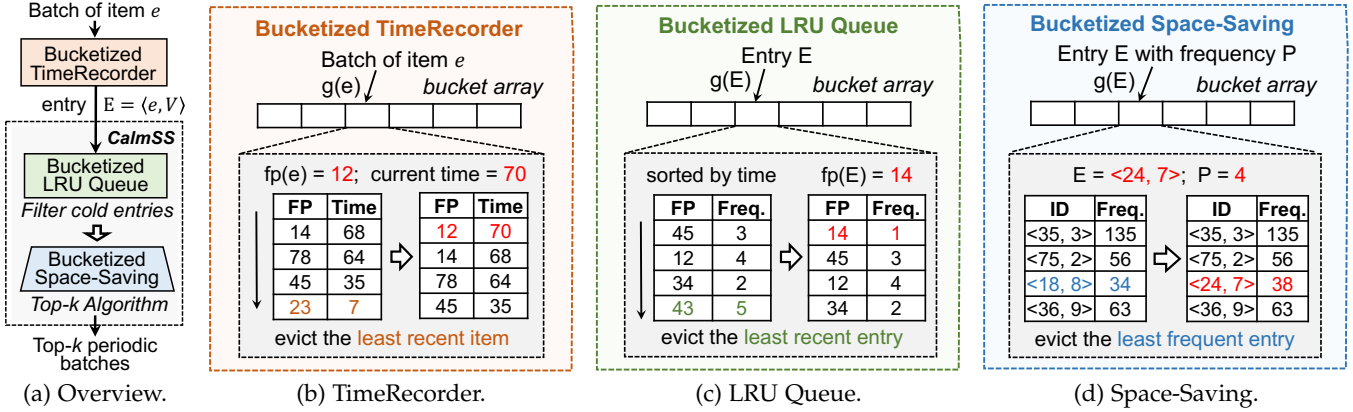 Batch of item e
Bucketized
TimeRecorder
entry E = ⟨e, V⟩
CalmSS
Bucketized
LRU Queue
Filter cold entries
Bucketized
Space-Saving
Top-k Algorithm
Top-k periodic
batches
(a) Overview.
Bucketized TimeRecorder
Batch of item e
g(e) bucket array
fp(e) = 12; current time = 70
FP Time FP Time
14 68 12 70
78 64 14 68
45 35 78 64
23 7 45 35
evict the least recent item
(b) TimeRecorder.
Bucketized LRU Queue
Entry E
g(E) bucket array
sorted by time fp(E) = 14
FP Freq. FP Freq.
45 3 14 1
12 4 45 3
34 2 12 4
43 5 34 2
evict the least recent entry
(c) LRU Queue.
Bucketized Space-Saving
Entry E with frequency P
g(E) bucket array
E = <24, 7>; P = 4
ID Freq. ID Freq.
<35, 3> 135 <35, 3> 135
<75, 2> 56 <75, 2> 56
<18, 8> 34 <24, 7> 38
<36, 9> 63 <36, 9> 63
evict the least frequent entry
(d) Space-Saving.